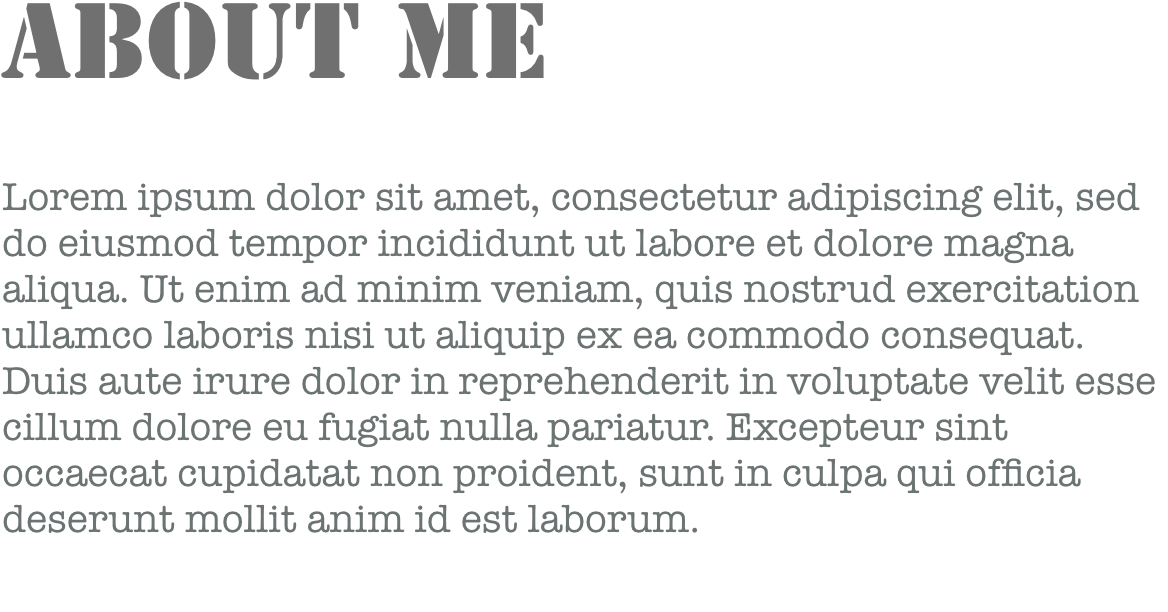 ABOUT ME
Lorem ipsum dolor sit amet, consectetur adipiscing elit, sed
do eiusmod tempor incididunt ut labore et dolore magna
aliqua. Ut enim ad minim veniam, quis nostrud exercitation
ullamco laboris nisi ut aliquip ex ea commodo consequat.
Duis aute irure dolor in reprehenderit in voluptate velit esse
cillum dolore eu fugiat nulla pariatur. Excepteur sint
occaecat cupidatat non proident, sunt in culpa qui officia
deserunt mollit anim id est laborum.